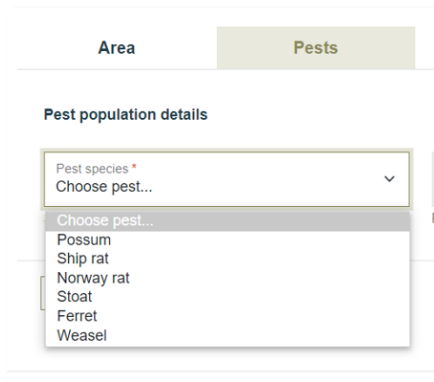 Area
Pests
Pest population details
Pest species *
Choose pest...
Choose pest...
Possum
Ship rat
Norway rat
Stoat
Ferret
Weasel